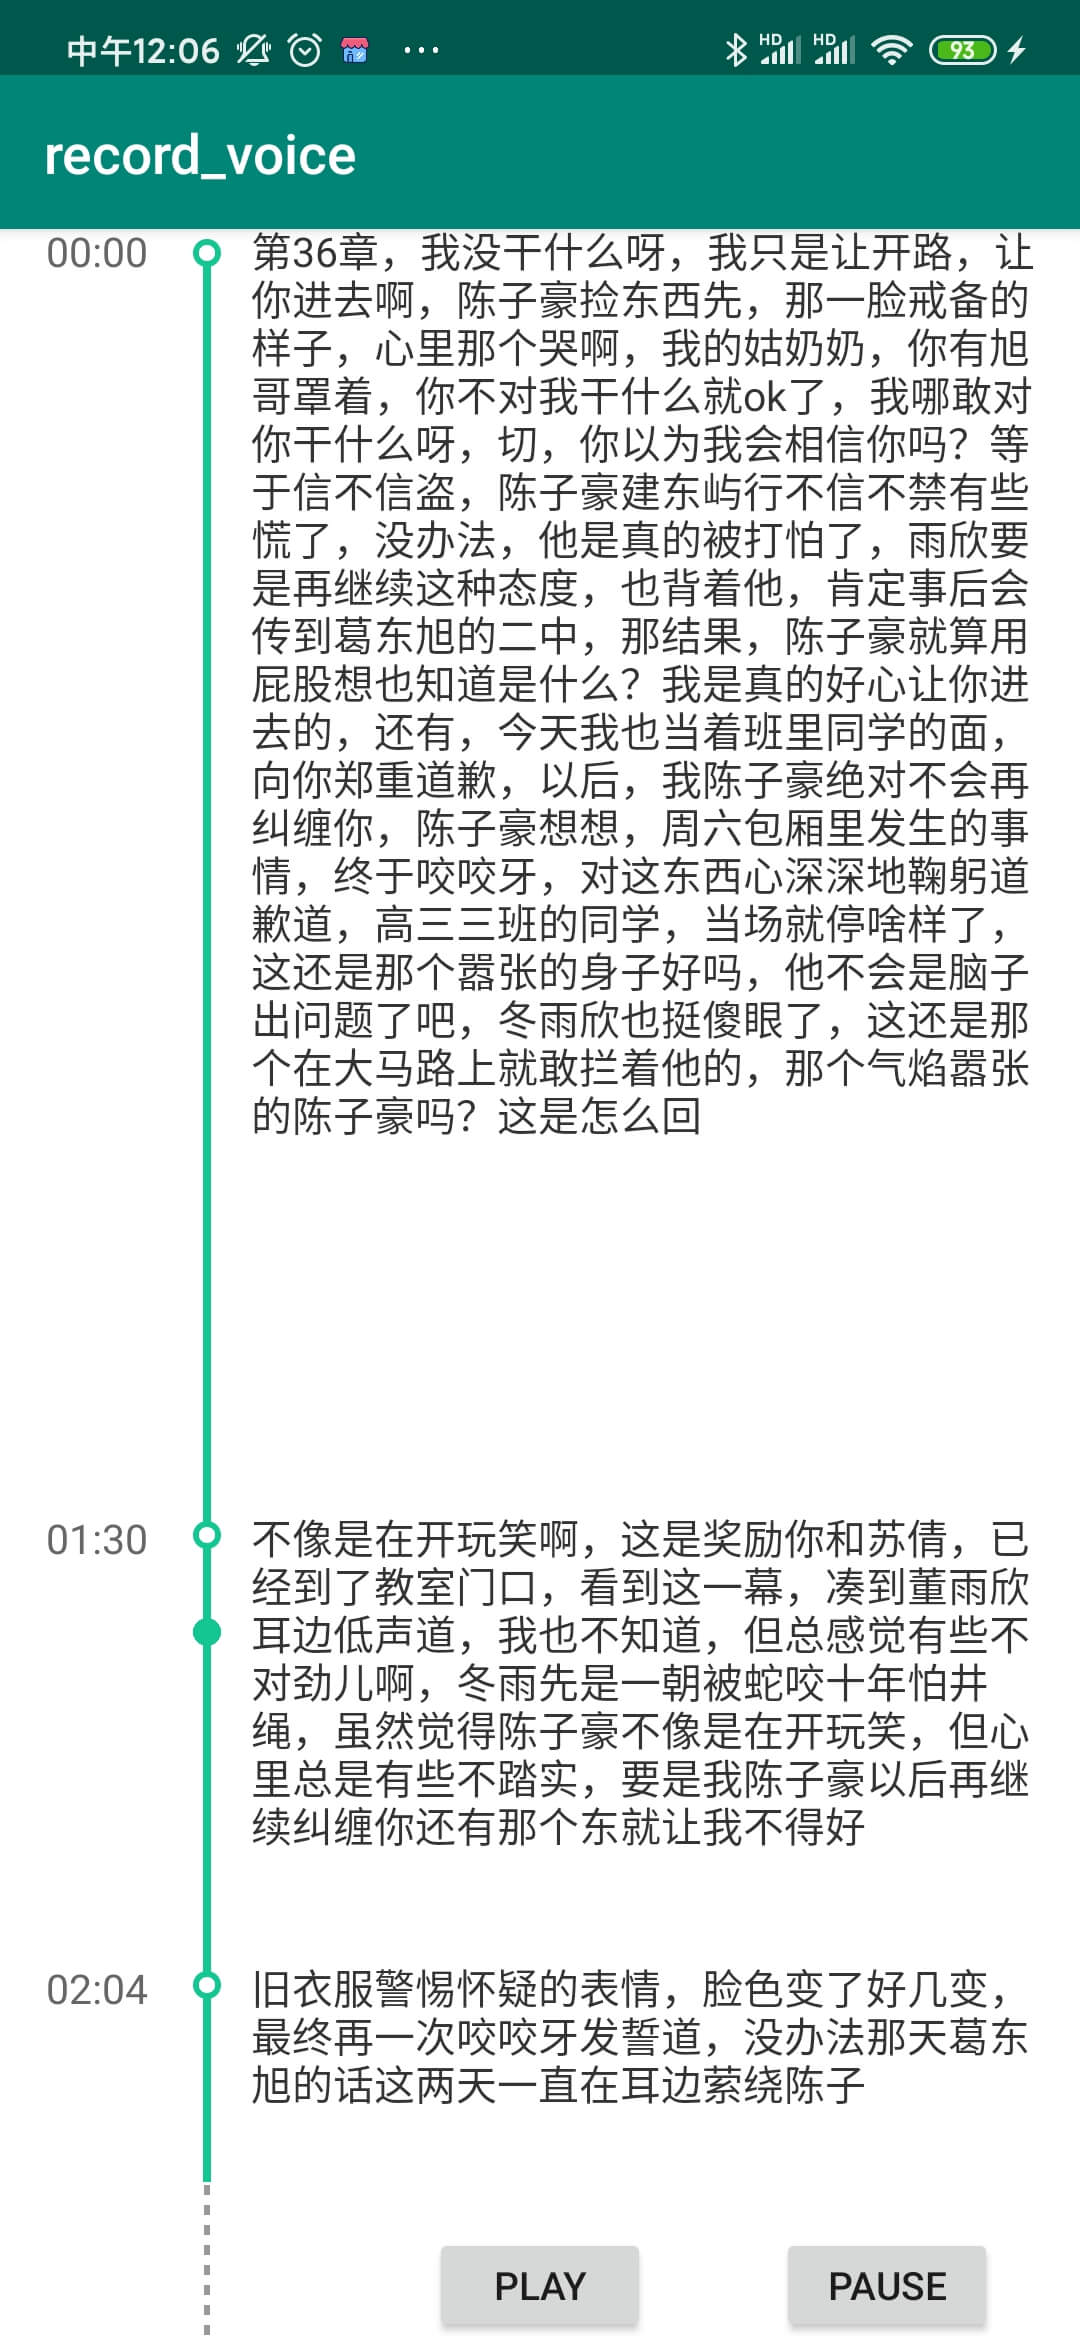 中午12:06
HD HD 93
record_voice
00:00
第36章，我没干什么呀，我只是让开路，让
你进去啊，陈子豪捡东西先，那一脸戒备的
样子，心里那个哭啊，我的姑奶奶，你有旭
哥罩着，你不对我干什么就ok了，我哪敢对
你干什么呀，切，你以为我会相信你吗？等
于信不信盗，陈子豪建东屿行不信不禁有些
慌了，没办法，他是真的被打怕了，雨欣要
是再继续这种态度，也背着他，肯定事后会
传到葛东旭的二中，那结果，陈子豪就算用
屁股想也知道是什么？我是真的好心让你进
去的，还有，今天我也当着班里同学的面，
向你郑重道歉，以后，我陈子豪绝对不会再
纠缠你，陈子豪想想，周六包厢里发生的事
情，终于咬咬牙，对这东西心深深地鞠躬道
歉道，高三三班的同学，当场就停啥样了，
这还是那个嚣张的身子好吗，他不会是脑子
出问题了吧，冬雨欣也挺傻眼了，这还是那
个在大马路上就敢拦着他的，那个气焰嚣张
的陈子豪吗？这是怎么回
01:30
不像是在开玩笑啊，这是奖励你和苏倩，已
经到了教室门口，看到这一幕，凑到董雨欣
耳边低声道，我也不知道，但总感觉有些不
对劲儿啊，冬雨先是一朝被蛇咬十年怕井
绳，虽然觉得陈子豪不像是在开玩笑，但心
里总是有些不踏实，要是我陈子豪以后再继
续纠缠你还有那个东就让我不得好
02:04
旧衣服警惕怀疑的表情，脸色变了好几变，
最终再一次咬咬牙发誓道，没办法那天葛东
旭的话这两天一直在耳边萦绕陈子
PLAY
PAUSE